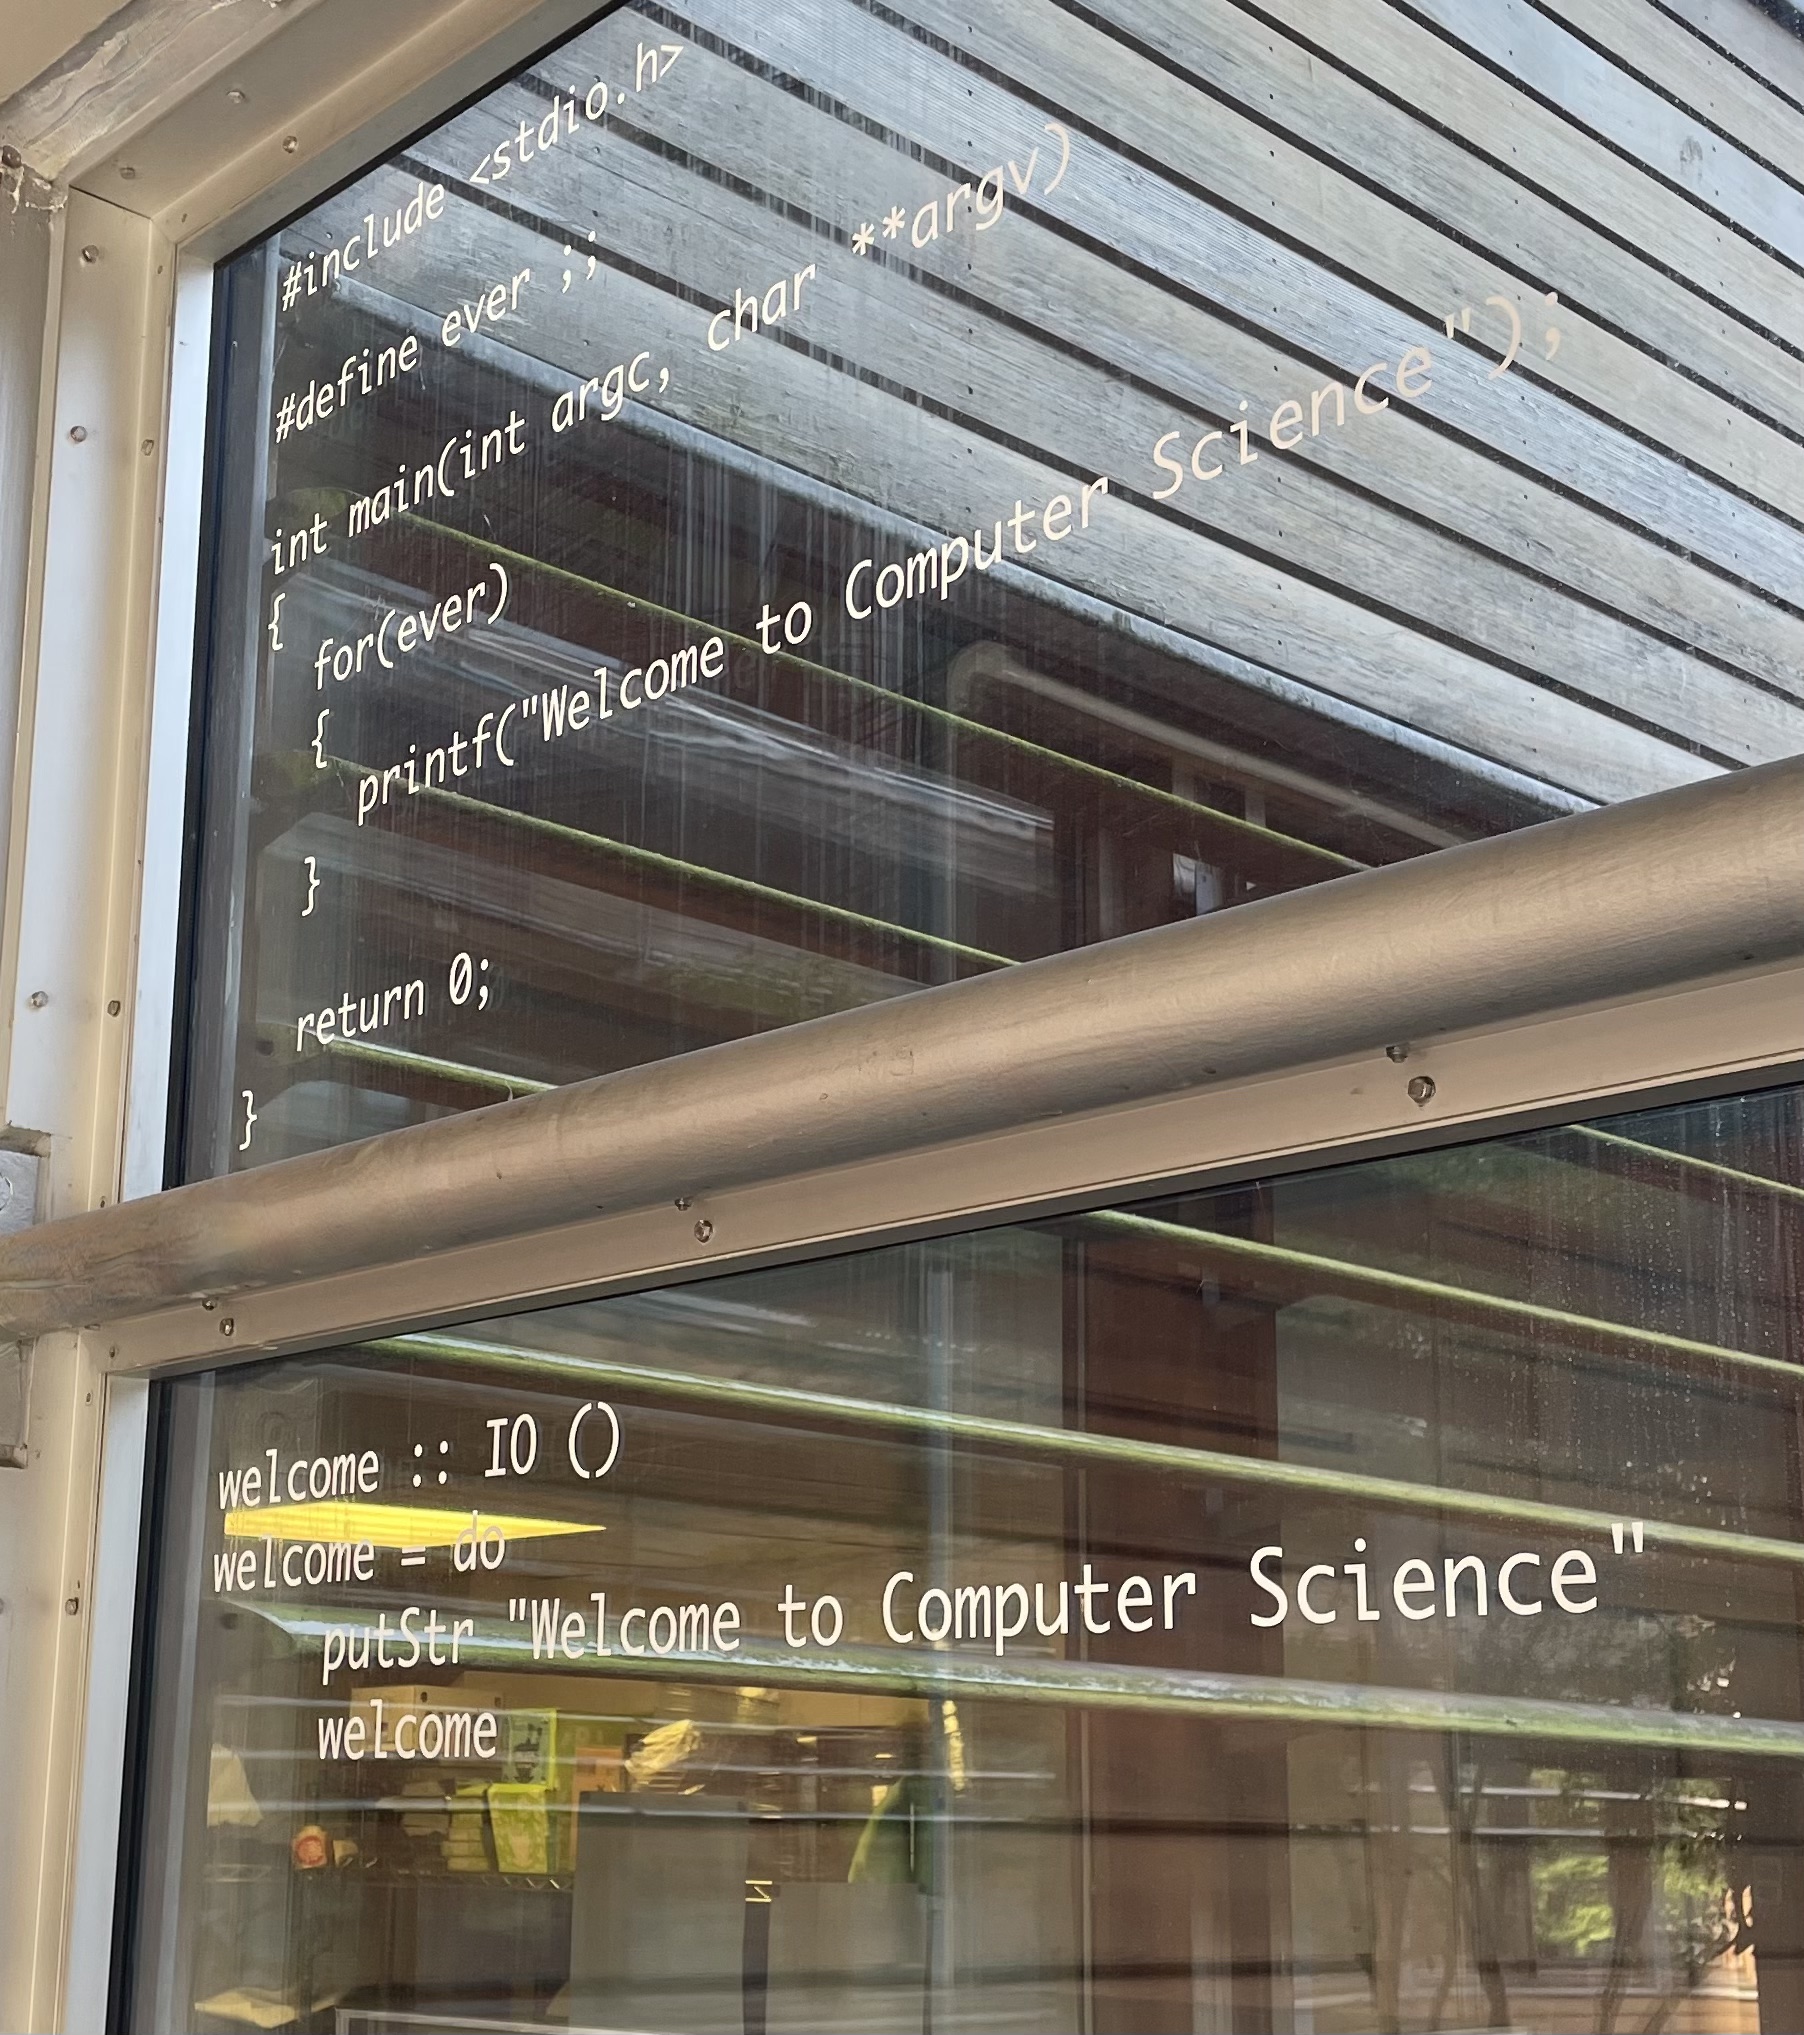 #include <stdio.h>
#define ever ;;
int main(int argc, char **argv)
{
for(ever)
{
printf("Welcome to Computer Science");
}
return 0;
}
welcome :: IO ()
welcome = do
putStr "Welcome to Computer Science"
welcome